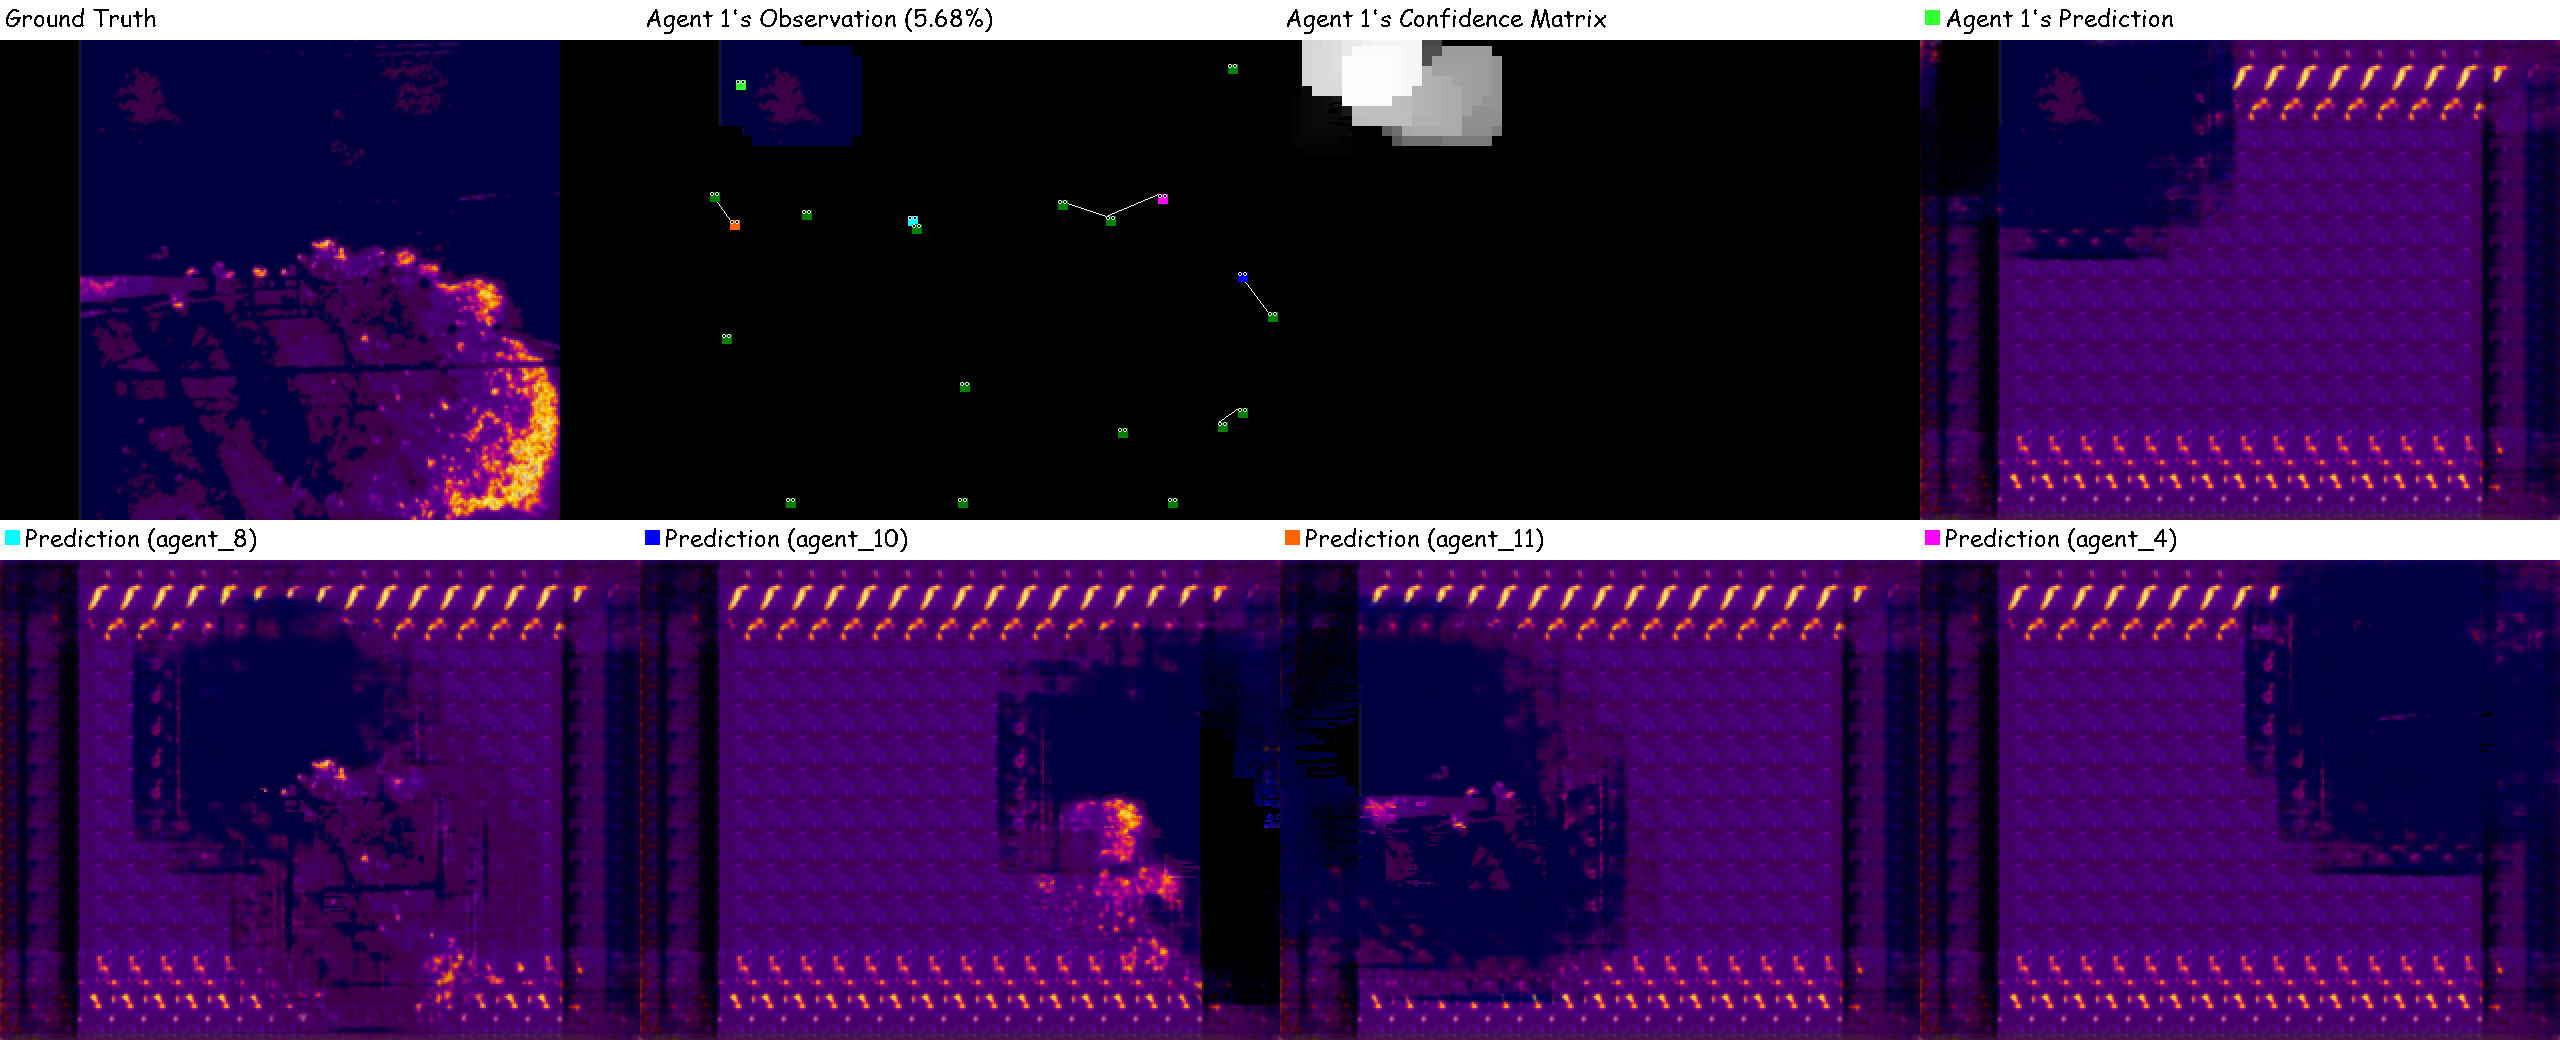 Ground Truth
Agent 1's Observation (5.68%)
Agent 1's Confidence Matrix
Agent 1's Prediction
Prediction (agent_8)
Prediction (agent_10)
Prediction (agent_11)
Prediction (agent_4)